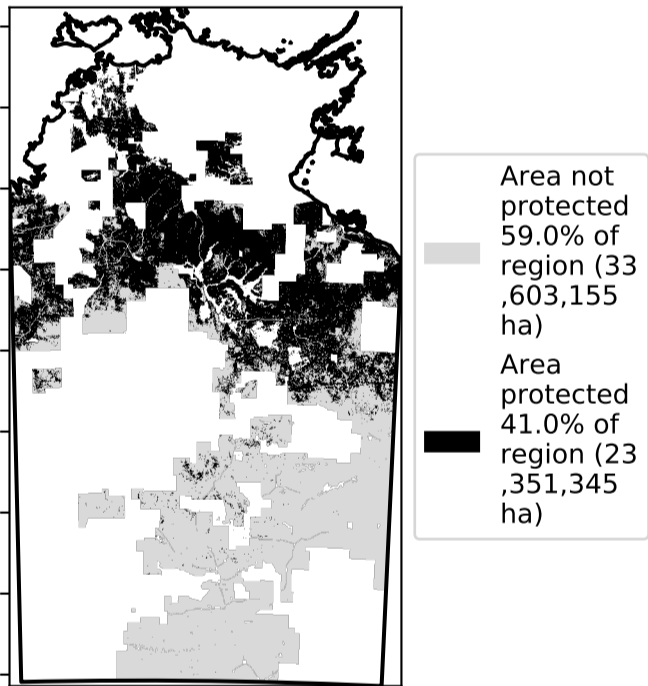 Area not
protected
59.0% of
region (33
,603,155
ha)
Area
protected
41.0% of
region (23
,351,345
ha)